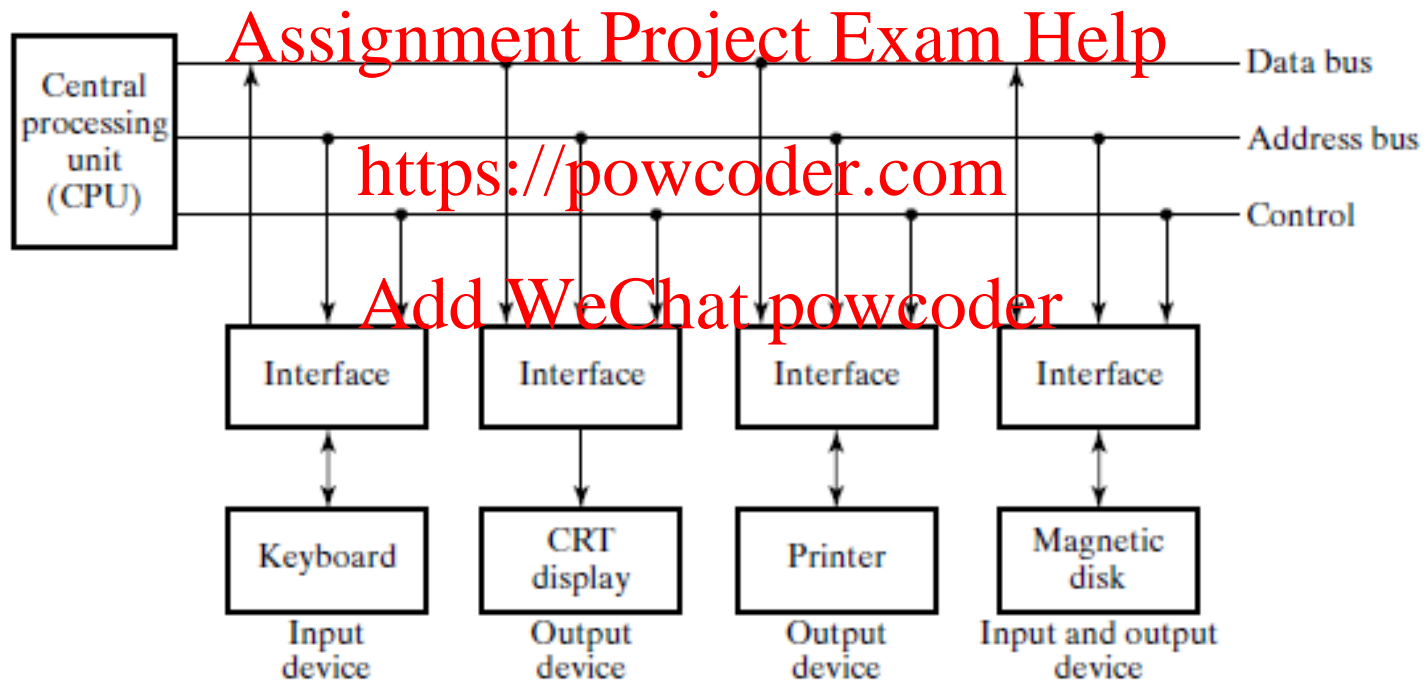 Assignment Project Exam Help
Data bus
Central
processing
unit
(CPU)
Address bus
https://powcoder.com
Control
Add WeChat powcoder
Interface
Interface
Interface
Interface
Keyboard
CRT
display
Printer
Magnetic
disk
Input
device
Output
device
Output
device
Input and output
device